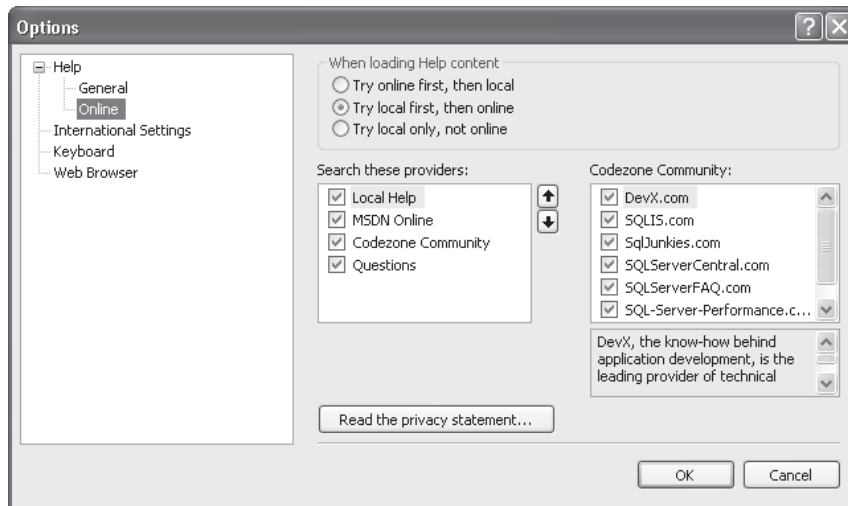 Options
Help
General
Online
International Settings
Keyboard
Web Browser
When loading Help content
Try online first, then local
Try local first, then online
Try local only, not online
Search these providers:
Local Help
MSDN Online
Codezone Community
Questions
Codezone Community:
DevX.com
SQLIS.com
SqlJunkies.com
SQLServerCentral.com
SQLServerFAQ.com
SQL-Server-Performance.c...
DevX, the know-how behind
application development, is the
leading provider of technical
Read the privacy statement...
OK
Cancel